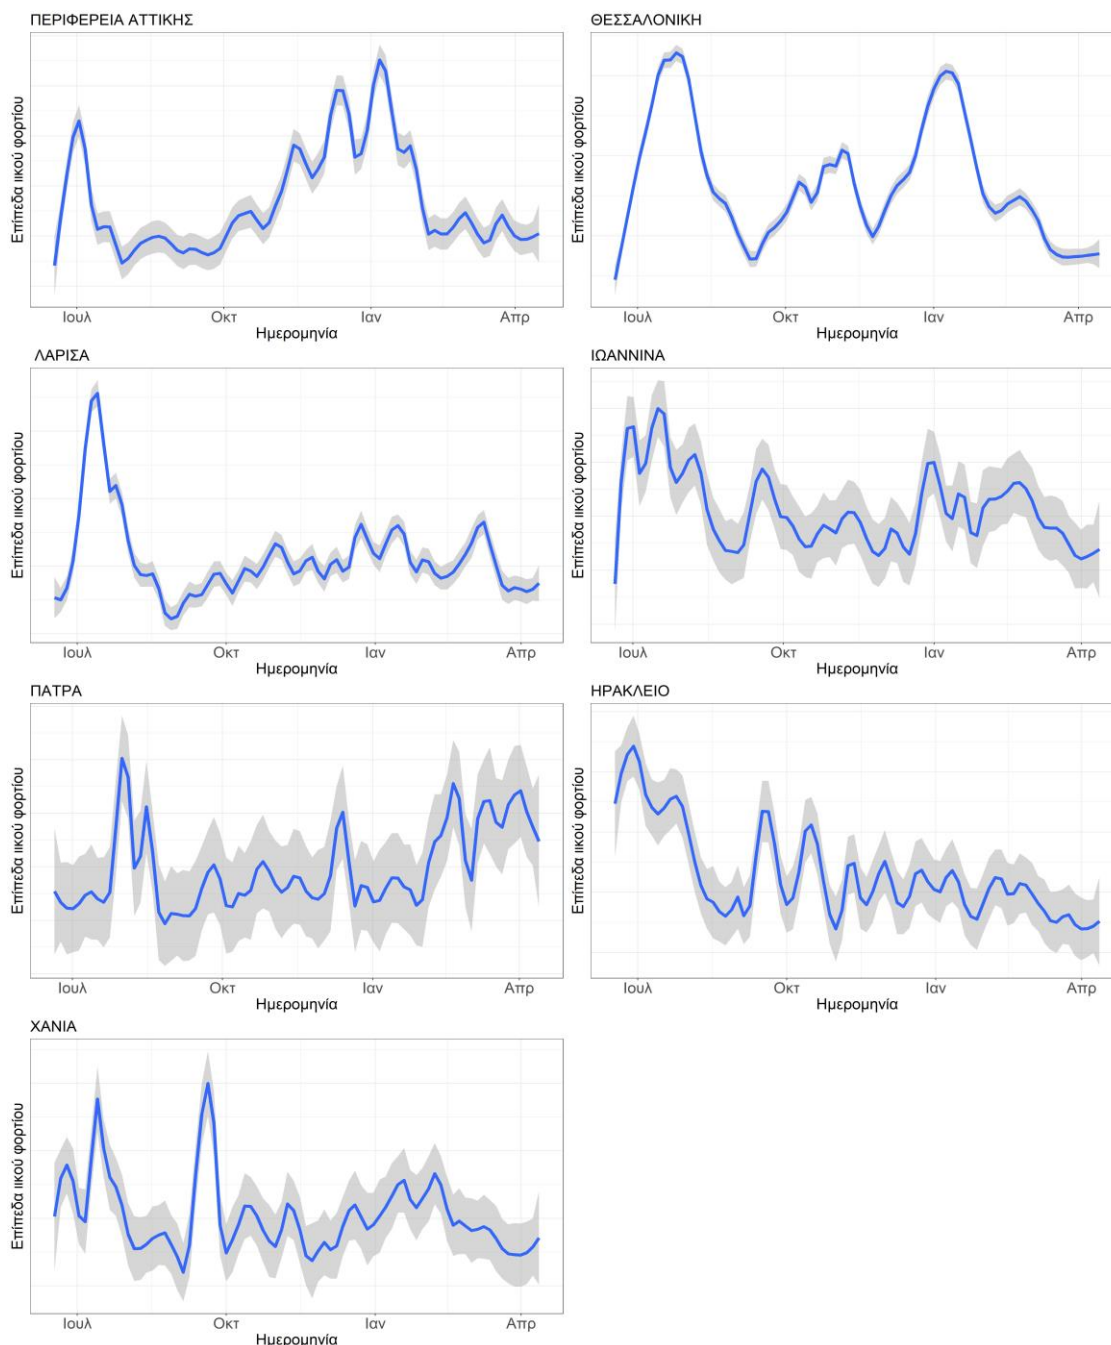 ΠΕΡΙΦΕΡΕΙΑ ΑΤΤΙΚΗΣ
Επίπεδα ιικού φορτίου
Ιουλ Οκτ Ιαν Απρ
Ημερομηνία
ΘΕΣΣΑΛΟΝΙΚΗ
Επίπεδα ιικού φορτίου
Ιουλ Οκτ Ιαν Απρ
Ημερομηνία
ΛΑΡΙΣΑ
Επίπεδα ιικού φορτίου
Ιουλ Οκτ Ιαν Απρ
Ημερομηνία
ΙΩΑΝΝΙΝΑ
Επίπεδα ιικού φορτίου
Ιουλ Οκτ Ιαν Απρ
Ημερομηνία
ΠΑΤΡΑ
Επίπεδα ιικού φορτίου
Ιουλ Οκτ Ιαν Απρ
Ημερομηνία
ΗΡΑΚΛΕΙΟ
Επίπεδα ιικού φορτίου
Ιουλ Οκτ Ιαν Απρ
Ημερομηνία
ΧΑΝΙΑ
Επίπεδα ιικού φορτίου
Ιουλ Οκτ Ιαν Απρ
Ημερομηνία